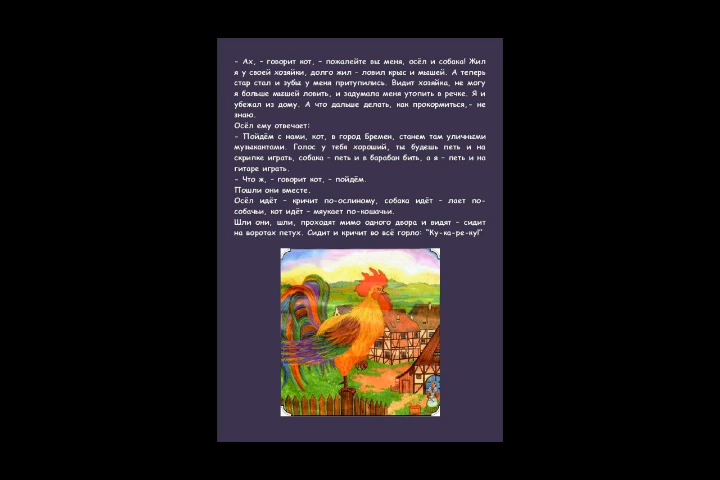 - Ах, - говорит кот, - пожалейте вы меня, осёл и собака! Жил
я у своей хозяйки, долго жил - ловил крыс и мышей. А теперь
стар стал и зубы у меня притупились. Видит хозяйка, не могу
я больше мышей ловить, и задумала меня утопить в речке. Я и
убежал из дому. А что дальше делать, как прокормиться,- не
знаю.
Осёл ему отвечает:
- Пойдём с нами, кот, в город Бремен, станем там уличными
музыкантами. Голос у тебя хороший, ты будешь петь и на
скрипке играть, собака - петь и в барабан бить, а я - петь и на
гитаре играть.
- Что ж, - говорит кот, - пойдём.
Пошли они вместе.
Осёл идёт - кричит по-ослиному, собака идёт - лает по-
собачьи, кот идёт - мяукает по-кошачьи.
Шли они, шли, проходят мимо одного двора и видят - сидит
на воротах петух. Сидит и кричит во всё горло: "Ку-ка-ре-ку!"